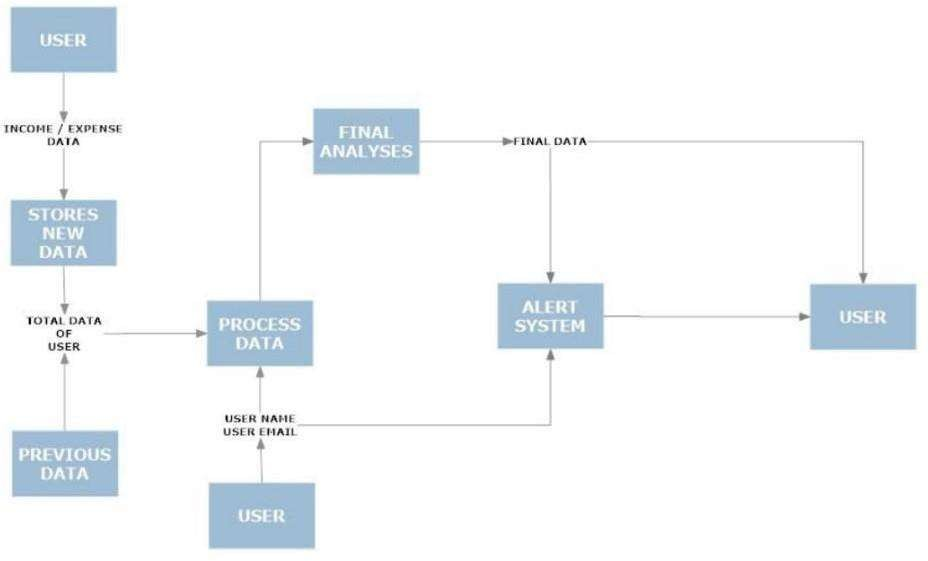 USER
INCOME / EXPENSE
DATA
STORES
NEW
DATA
TOTAL DATA
OF
USER
PREVIOUS
DATA
PROCESS
DATA
USER NAME
USER EMAIL
USER
FINAL
ANALYSES
FINAL DATA
ALERT
SYSTEM
USER